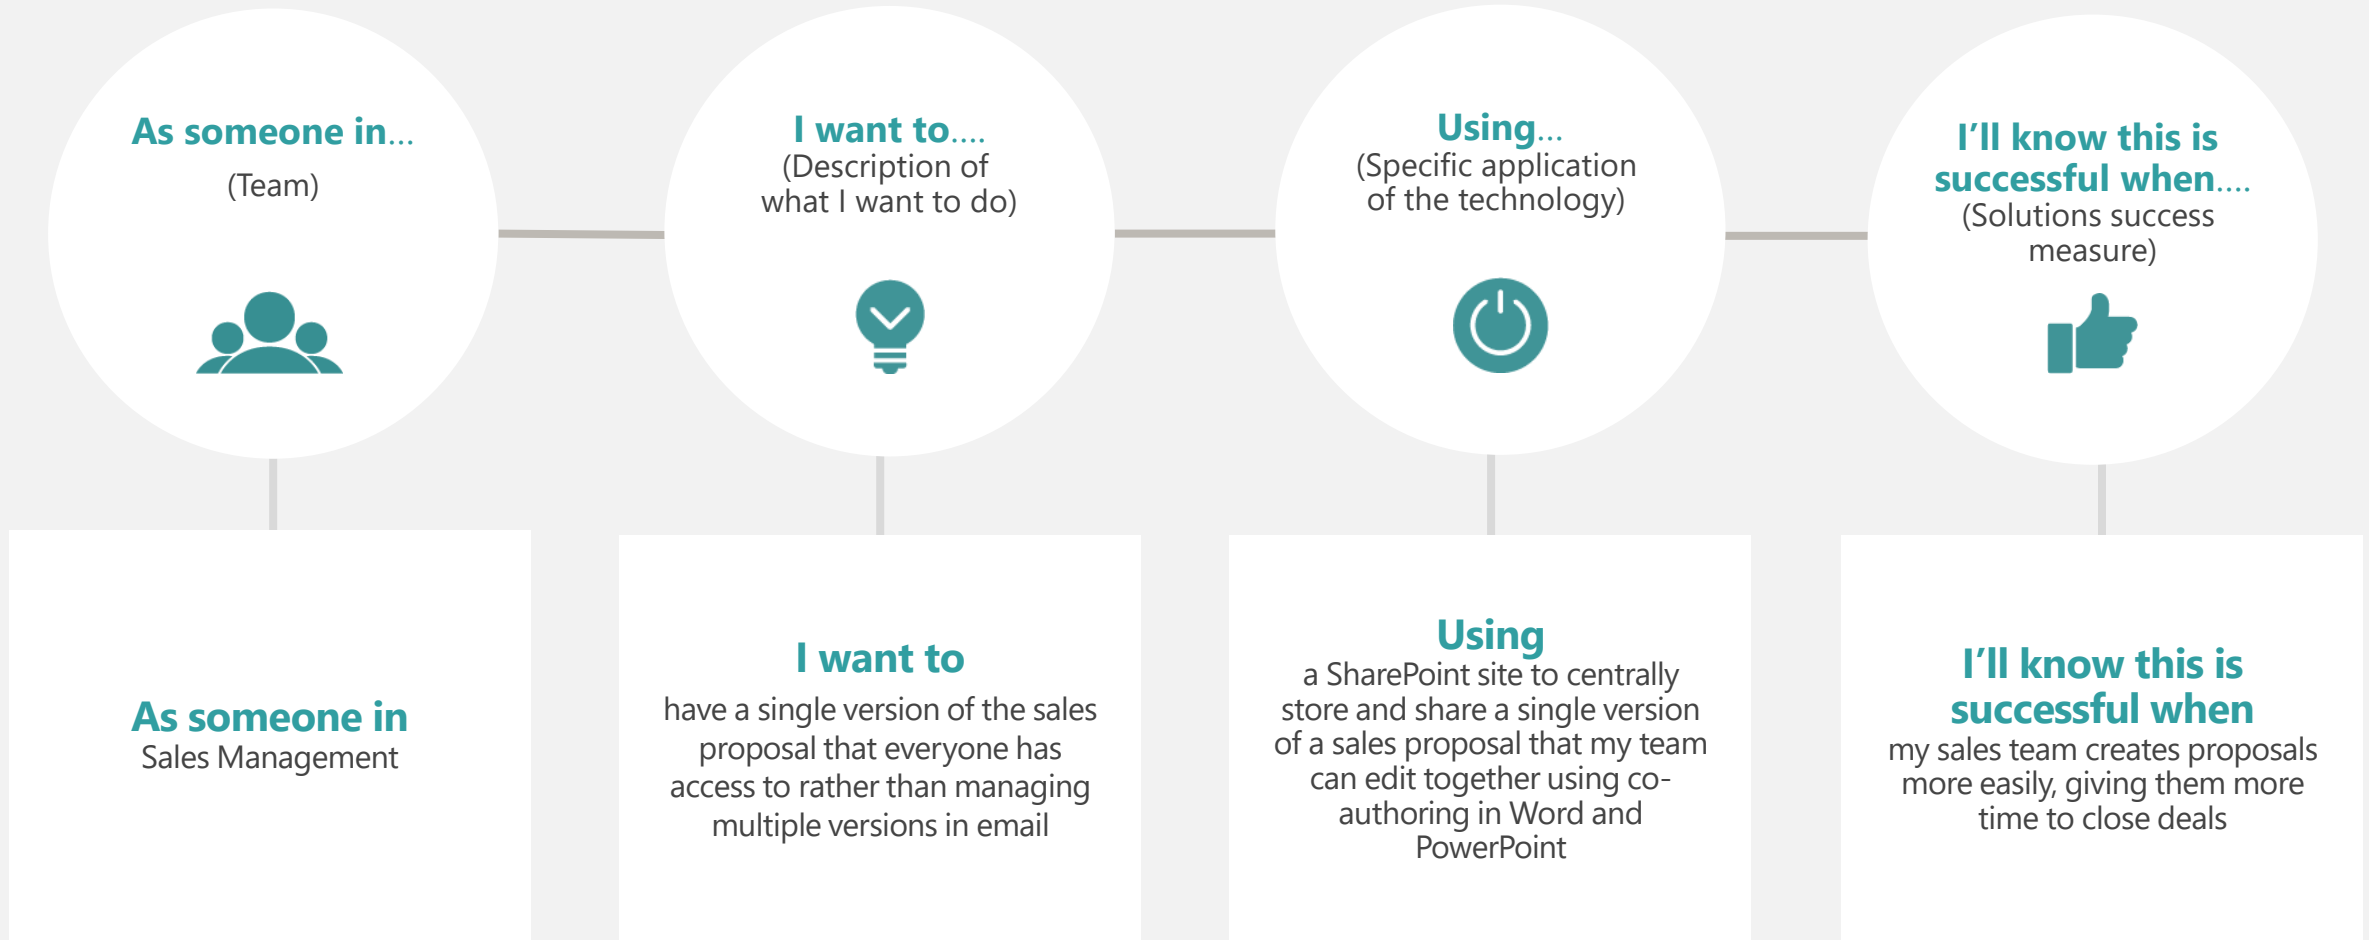 As someone in...
(Team)
I want to....
(Description of
what I want to do)
Using...
(Specific application
of the technology)
I’ll know this is
successful when....
(Solutions success
measure)
As someone in
Sales Management
I want to
have a single version of the sales
proposal that everyone has
access to rather than managing
multiple versions in email
Using
a SharePoint site to centrally
store and share a single version
of a sales proposal that my team
can edit together using co-
authoring in Word and
PowerPoint
I’ll know this is
successful when
my sales team creates proposals
more easily, giving them more
time to close deals